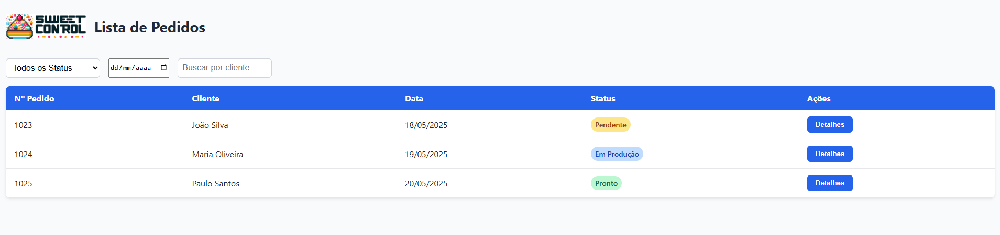 SWEET
CONTROL
Lista de Pedidos
Todos os Status dd/mm/aaaa Buscar por cliente...
Nº Pedido Cliente Data Status Ações
1023 João Silva 18/05/2025 Pendente Detalhes
1024 Maria Oliveira 19/05/2025 Em Produção Detalhes
1025 Paulo Santos 20/05/2025 Pronto Detalhes